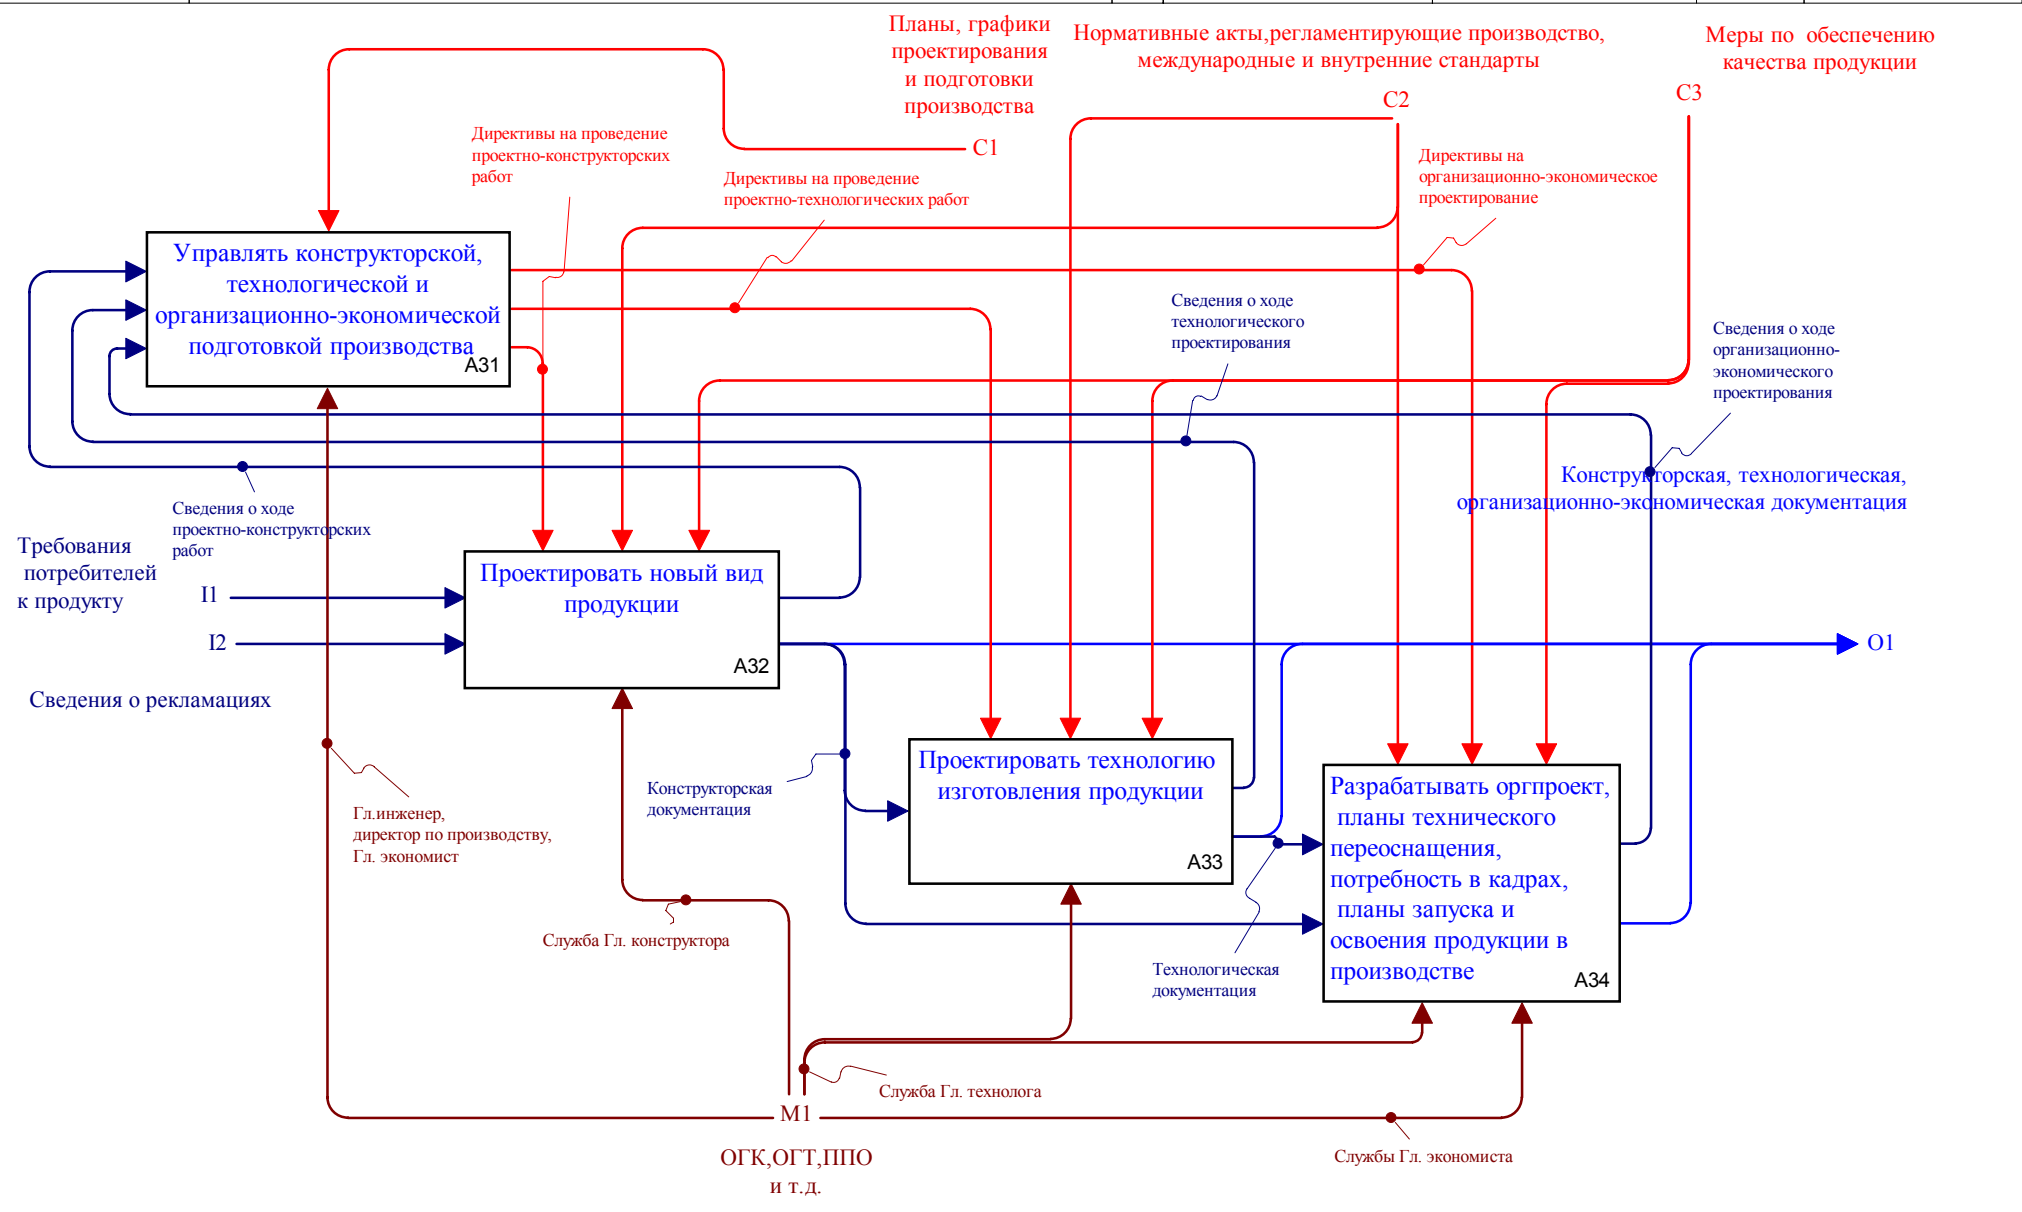 Планы, графики
проектирования
и подготовки
производства
C1
Нормативные акты,регламентирующие производство,
международные и внутренние стандарты
C2
Меры по обеспечению
качества продукции
C3
Директивы на проведение
проектно-конструкторских
работ
Директивы на проведение
проектно-технологических работ
Директивы на
организационно-экономическое
проектирование
Управлять конструкторской,
технологической и
организационно-экономической
подготовкой производства
A31
Сведения о ходе
технологического
проектирования
Сведения о ходе
организационно-
экономического
проектирования
Конструкторская, технологическая,
организационно-экономическая документация
Сведения о ходе
проектно-конструкторских
работ
Требования
потребителей
к продукту
I1
I2
Сведения о рекламациях
Проектировать новый вид
продукции
A32
O1
Конструкторская
документация
Проектировать технологию
изготовления продукции
A33
Разрабатывать оргпроект,
планы технического
переоснащения,
потребность в кадрах,
планы запуска и
освоения продукции в
производстве
A34
Гл.инженер,
директор по производству,
Гл. экономист
Служба Гл. конструктора
Технологическая
документация
Служба Гл. технолога
M1
ОГК,ОГТ,ППО
и т.д.
Службы Гл. экономиста